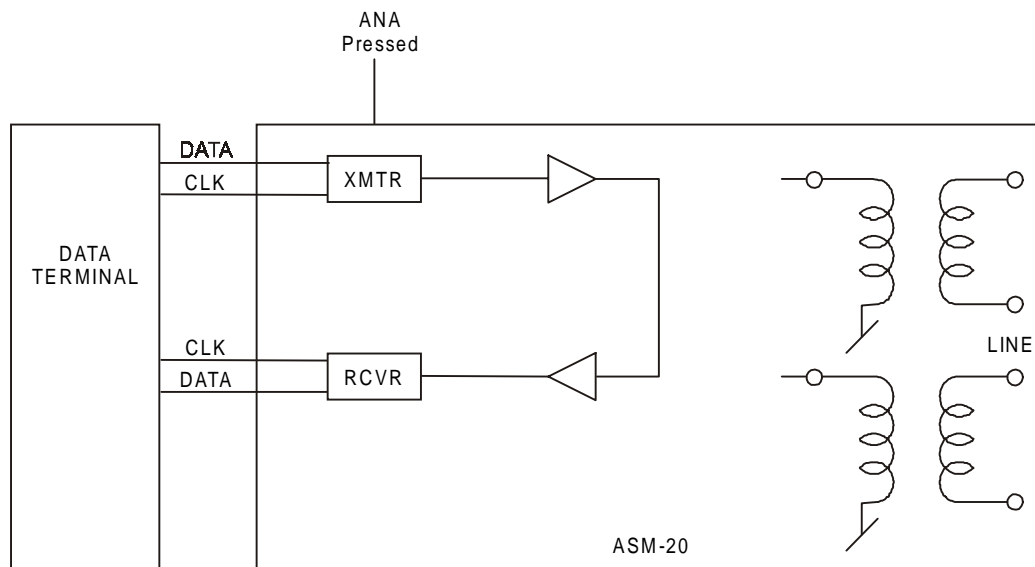 ANA
Pressed
DATA
CLK
XMTR
DATA
TERMINAL
CLK
DATA
RCVR
LINE
ASM-20